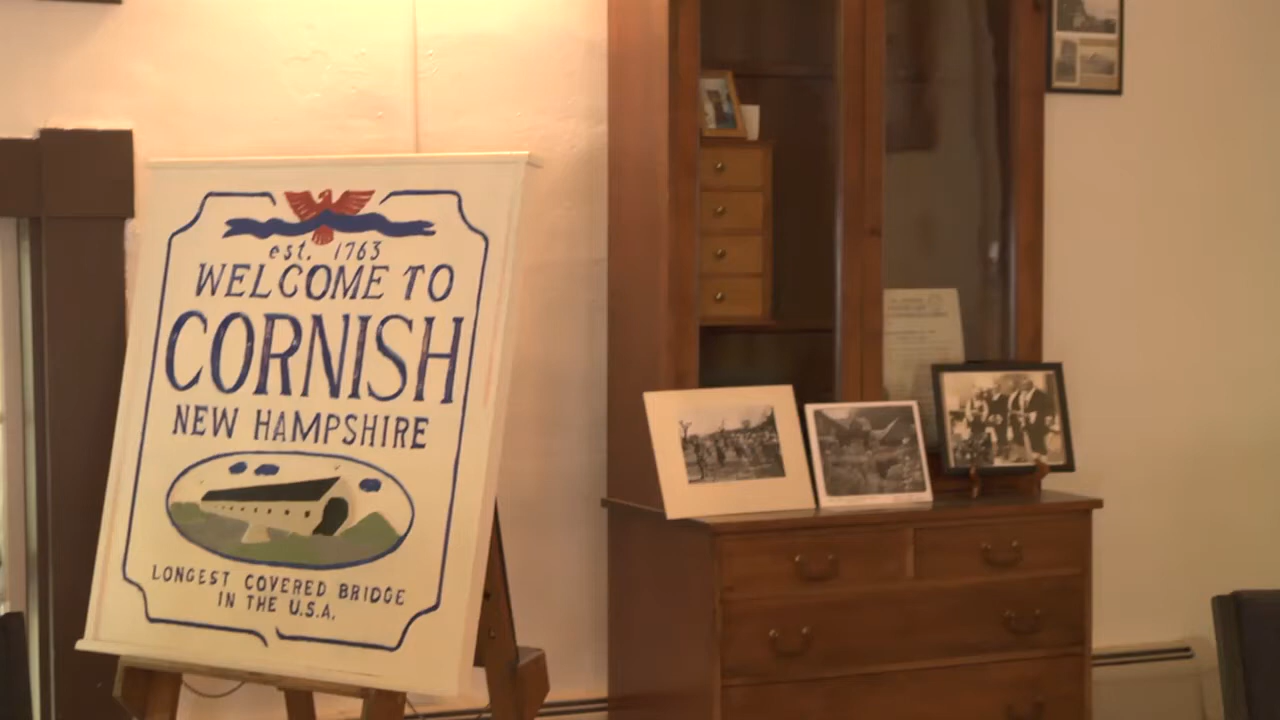 est. 1763
WELCOME TO
CORNISH
NEW HAMPSHIRE
LONGEST COVERED BRIDGE
IN THE U.S.A.